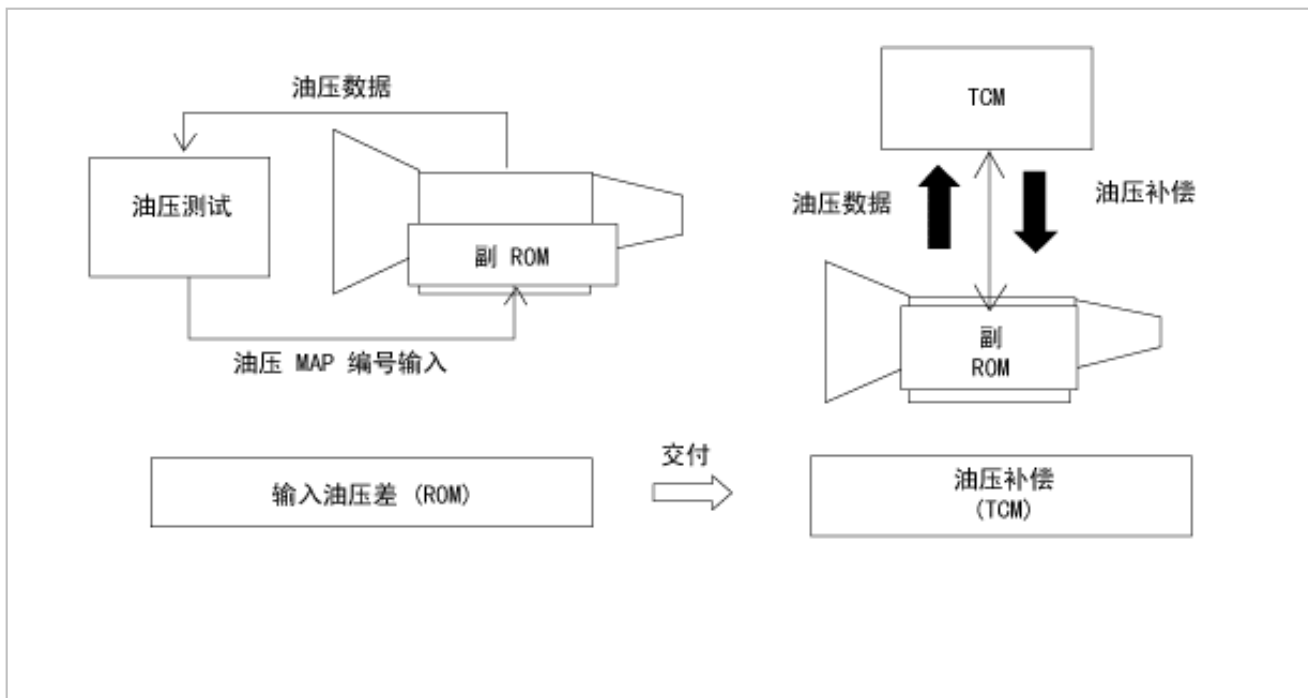 油压数据
油压测试
副 ROM
油压 MAP 编号输入
TCM
油压数据
油压补偿
副
ROM
输入油压差 (ROM)
交付
油压补偿
(TCM)